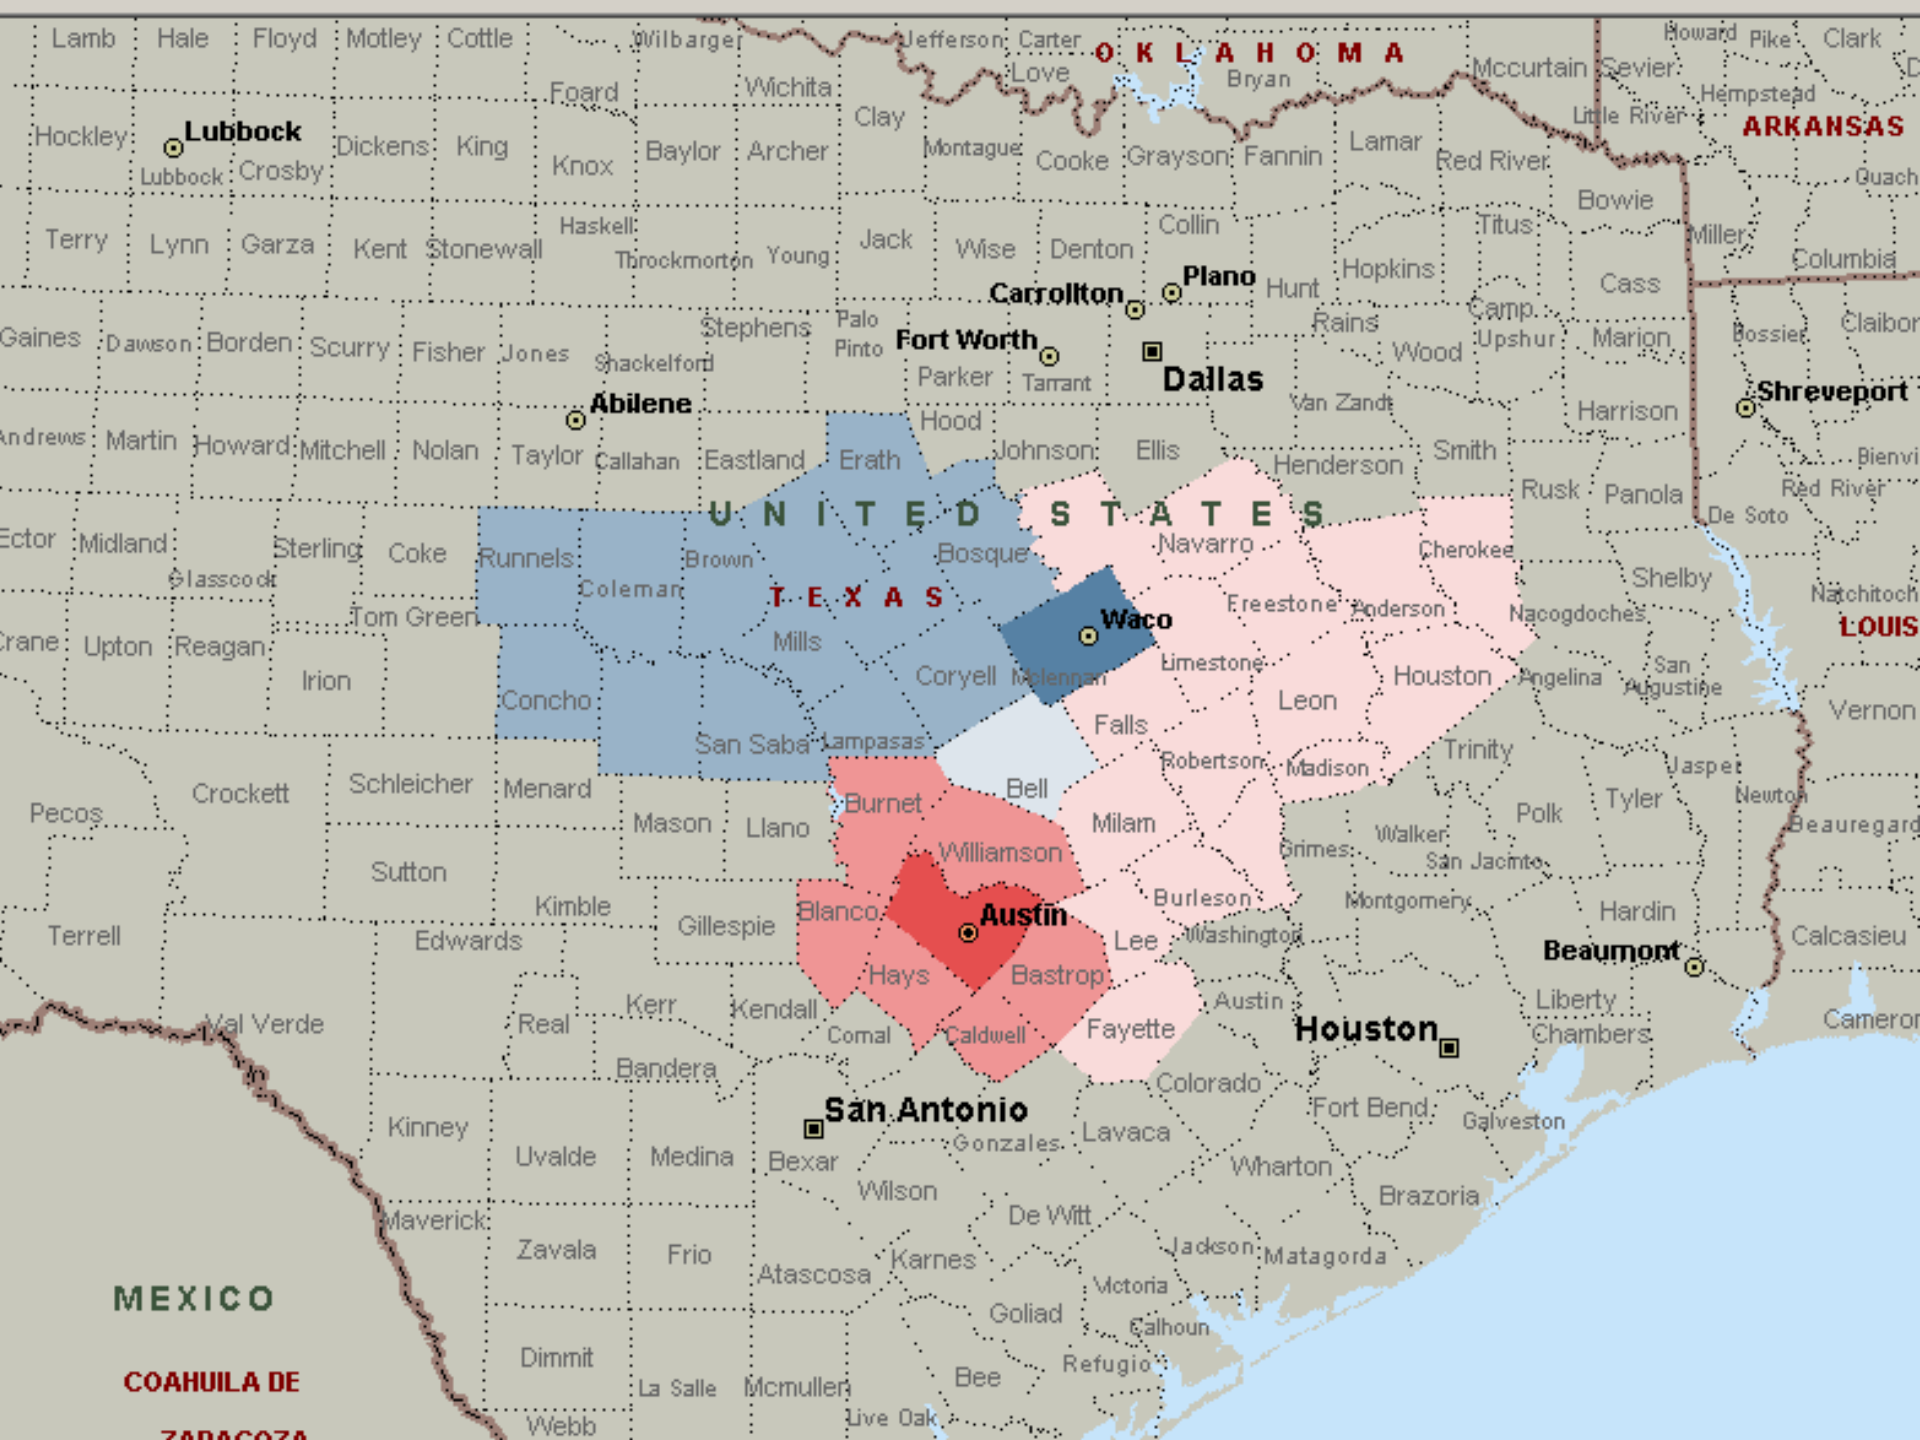 Lamb Hale Floyd Motley Cottle Wilbarger Jefferson Carter OKLAHOMA Howard Pike Clark
Love Bryan Mccurtain Sevier
Foard Wichita Hempstead
Clay Little River ARKANSAS
Hockley Lubbock Dickens King Baylor Archer Montague Cooke Grayson Fannin Lamar Red River
Lubbock Crosby Knox Quach
Bowie
Haskell Collin Titus Miller
Terry Lynn Garza Kent Stonewall Throckmorton Young Jack Wise Denton Hopkins Columbia
Carrollton Plano Hunt Cass
Stephens Palo Pinto Fort Worth Rains Camp Bossier Claibor
Gaines Dawson Borden Scurry Fisher Jones Shackelford Wood Upshur Marion
Parker Tarrant Dallas
Abilene Hood Van Zandt Harrison Shreveport
Andrews Martin Howard Mitchell Nolan Taylor Callahan Eastland Erath Johnson Ellis Henderson Smith Bienvi
Rusk Panola Red River
UNITED STATES De Soto
Ector Midland Sterling Coke Runnels Brown Bosque Navarro Cherokee
Glasscock Coleman TEXAS Shelby Natchitoch
Tom Green Waco Freestone Anderson Nacogdoches LOUIS
Crane Upton Reagan Mills
Irion Coryell Mclennan Limestone Houston Angelina San Augustine
Concho Leon Vernon
San Saba Lampasas Falls Trinity
Robertson Madison Jasper
Crockett Schleicher Menard Burnet Bell Tyler Newton
Pecos Mason Llano Milam Polk Beauregard
Walker San Jacinto
Williamson Grimes
Sutton
Kimble Blanco Austin Burleson Montgomery Hardin
Terrell Edwards Gillespie Lee Washington Beaumont Calcasieu
Hays Bastrop
Val Verde Real Kerr Kendall Comal Caldwell Fayette Austin Houston Liberty Chambers Cameron
Bandera Colorado
San Antonio Fort Bend Galveston
Kinney Gonzales Lavaca
Uvalde Medina Bexar Wharton
Wilson Brazoria
Maverick De Witt
Zavala Frio Atascosa Karnes Jackson Matagorda
MEXICO Victoria
Goliad Calhoun
COAHUILA DE Dimmit La Salle Mcmullen Bee Refugio
ZARAGOZA Webb Live Oak